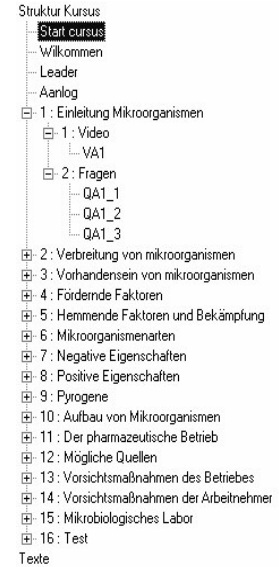 Struktur Kursus
Start cursus
Wilkommen
Leader
Aanlog
1 : Einleitung Mikroorganismen
1 : Video
VA1
2 : Fragen
QA1_1
QA1_2
QA1_3
2 : Verbreitung von mikroorganismen
3 : Vorhandensein von mikroorganismen
4 : Fördernde Faktoren
5 : Hemmende Faktoren und Bekämpfung
6 : Mikroorganismenarten
7 : Negative Eigenschaften
8 : Positive Eigenschaften
9 : Pyrogene
10 : Aufbau von Mikroorganismen
11 : Der pharmazeutische Betrieb
12 : Mögliche Quellen
13 : Vorsichtsmaßnahmen des Betriebes
14 : Vorsichtsmaßnahmen der Arbeitnehmer
15 : Mikrobiologisches Labor
16 : Test
Texte